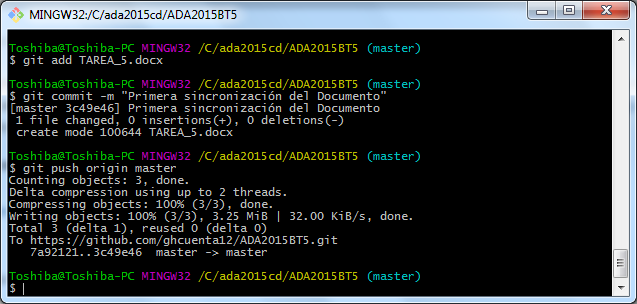 MINGW32:/C/ada2015cd/ADA2015BT5
Toshiba@Toshiba-PC MINGW32 /C/ada2015cd/ADA2015BT5 (master)
$ git add TAREA_5.docx
Toshiba@Toshiba-PC MINGW32 /C/ada2015cd/ADA2015BT5 (master)
$ git commit -m "Primera sincronización del Documento"
[master 3c49e46] Primera sincronización del Documento
 1 file changed, 0 insertions(+), 0 deletions(-)
 create mode 100644 TAREA_5.docx
Toshiba@Toshiba-PC MINGW32 /C/ada2015cd/ADA2015BT5 (master)
$ git push origin master
Counting objects: 3, done.
Delta compression using up to 2 threads.
Compressing objects: 100% (3/3), done.
Writing objects: 100% (3/3), 3.25 MiB | 32.00 KiB/s, done.
Total 3 (delta 1), reused 0 (delta 0)
To https://github.com/ghcuenta12/ADA2015BT5.git
   7a92121..3c49e46  master -> master
Toshiba@Toshiba-PC MINGW32 /C/ada2015cd/ADA2015BT5 (master)
$